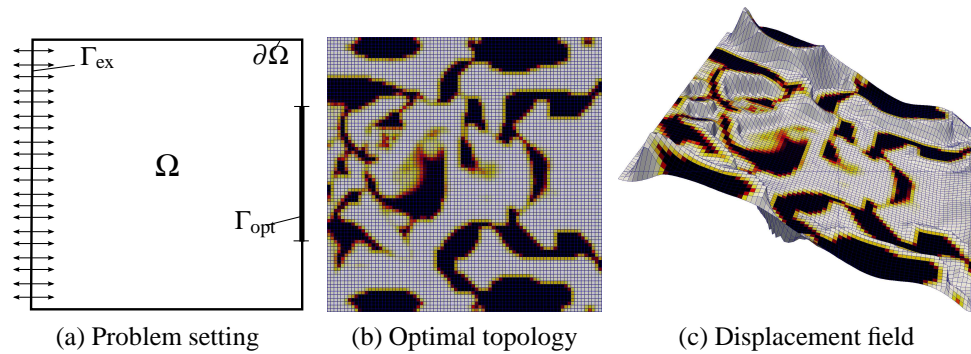 Γex
∂Ω
Ω
Γopt
(a) Problem setting
(b) Optimal topology
(c) Displacement field